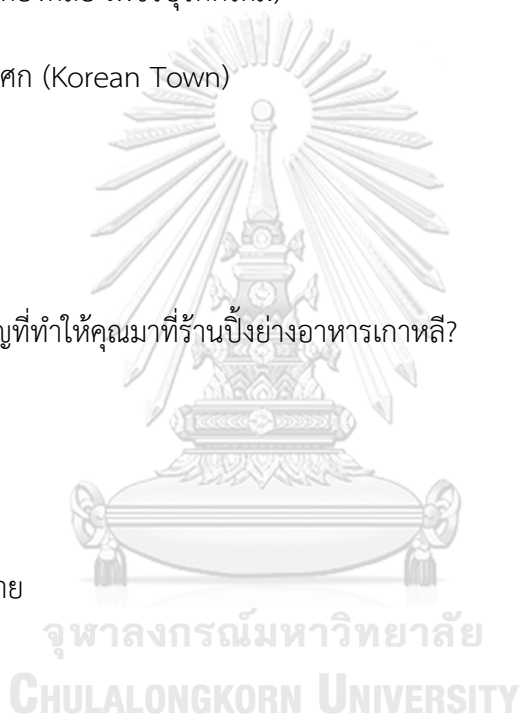 ศก (Korean Town)
ที่ทำให้คุณมาที่ร้านปิ้งย่างอาหารเกาหลี?
าย
จุฬาลงกรณ์มหาวิทยาลัย
CHULALONGKORN UNIVERSITY